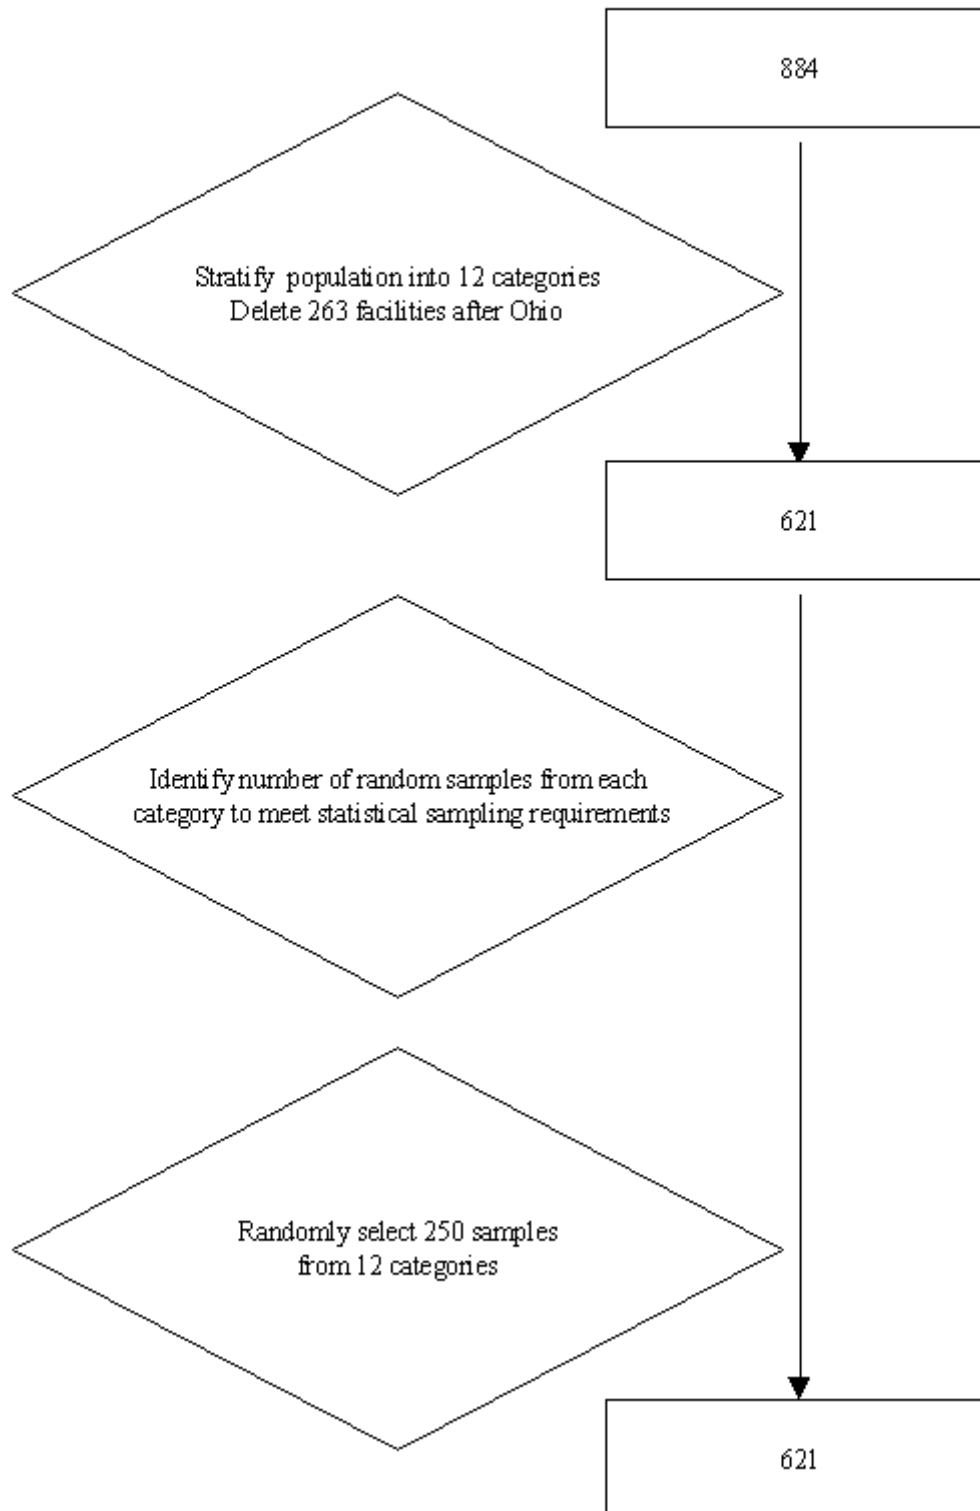 884
Stratify population into 12 categories
Delete 263 facilities after Ohio
621
Identify number of random samples from each
category to meet statistical sampling requirements
Randomly select 250 samples
from 12 categories
621